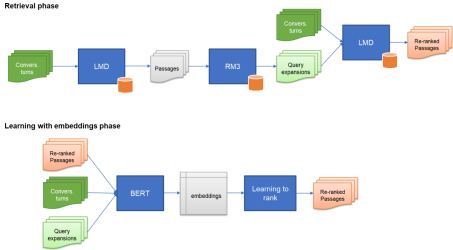 Retrieval phase
Convers.
turns
Convers.
turns
LMD
Passages
RM3
Query
expansions
LMD
Re-ranked
Passages
Learning with embeddings phase
Re-ranked
Passages
Convers.
turns
Query
expansions
BERT
embeddings
Learning to
rank
Re-ranked
Passages